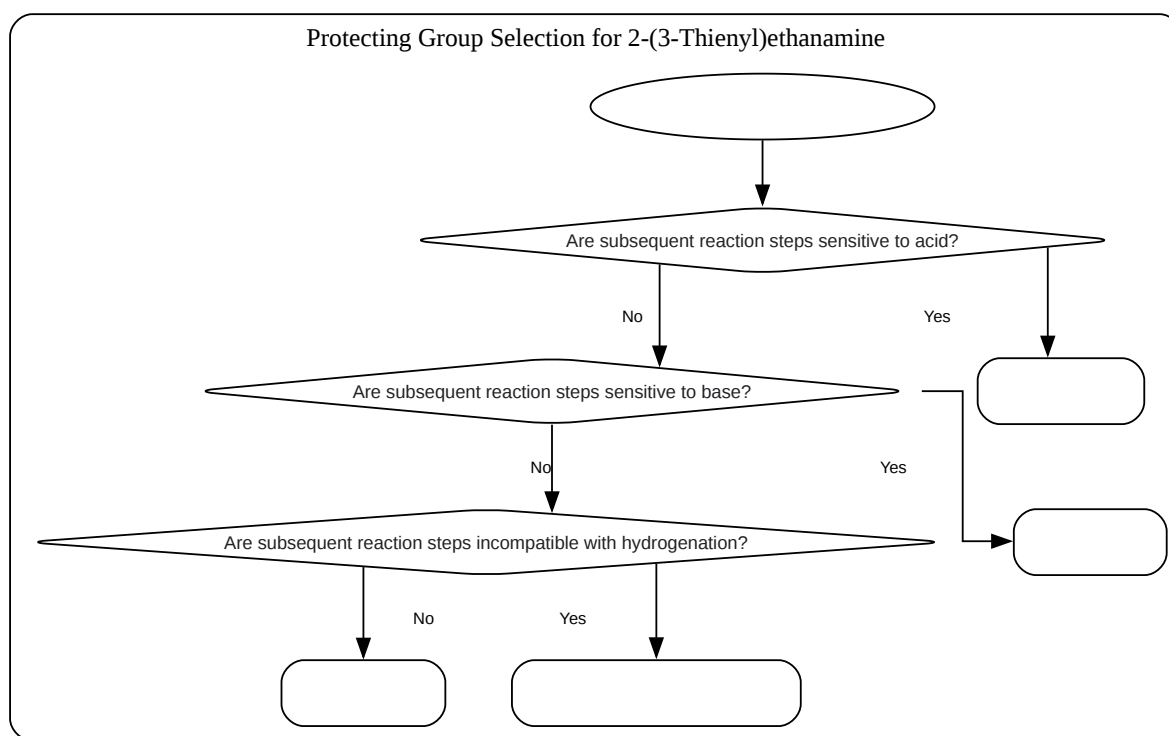 Protecting Group Selection for 2-(3-Thienyl)ethanamine
Are subsequent reaction steps sensitive to acid?
No
Yes
Are subsequent reaction steps sensitive to base?
No
Yes
Are subsequent reaction steps incompatible with hydrogenation?
No
Yes